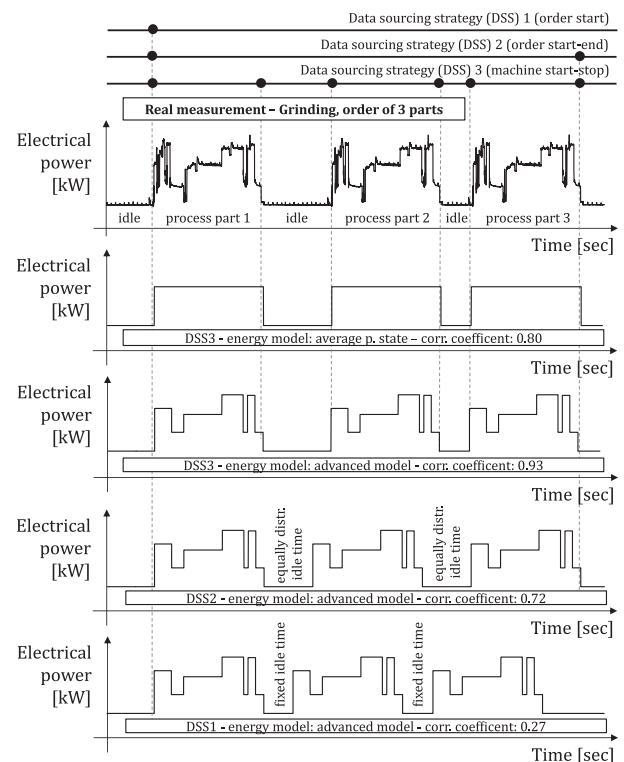 Data sourcing strategy (DSS) 1 (order start)
Data sourcing strategy (DSS) 2 (order start-end)
Data sourcing strategy (DSS) 3 (machine start-stop)
Real measurement – Grinding, order of 3 parts
Electrical
power
[kW]
idle process part 1 idle process part 2 idle process part 3
Time [sec]
Electrical
power
[kW]
DSS3 - energy model: average p. state – corr. coefficent: 0.80
Time [sec]
Electrical
power
[kW]
DSS3 - energy model: advanced model - corr. coefficent: 0.93
Time [sec]
Electrical
power
[kW]
equally distr.
idle time
equally distr.
idle time
DSS2 - energy model: advanced model - corr. coefficent: 0.72
Time [sec]
Electrical
power
[kW]
fixed idle time
fixed idle time
DSS1 - energy model: advanced model - corr. coefficent: 0.27
Time [sec]